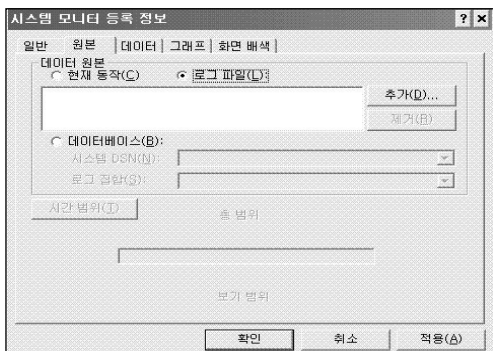 시스템 모니터 등록 정보
일반 원본 데이터 그래프 화면 배색
데이터 원본
현재 동작(C) 로그 파일(L):
추가(D)...
제거(R)
데이터베이스(B):
시스템 DSN(N):
로그 집합(S):
시간 범위(T)
총 범위
보기 범위
확인 취소 적용(A)